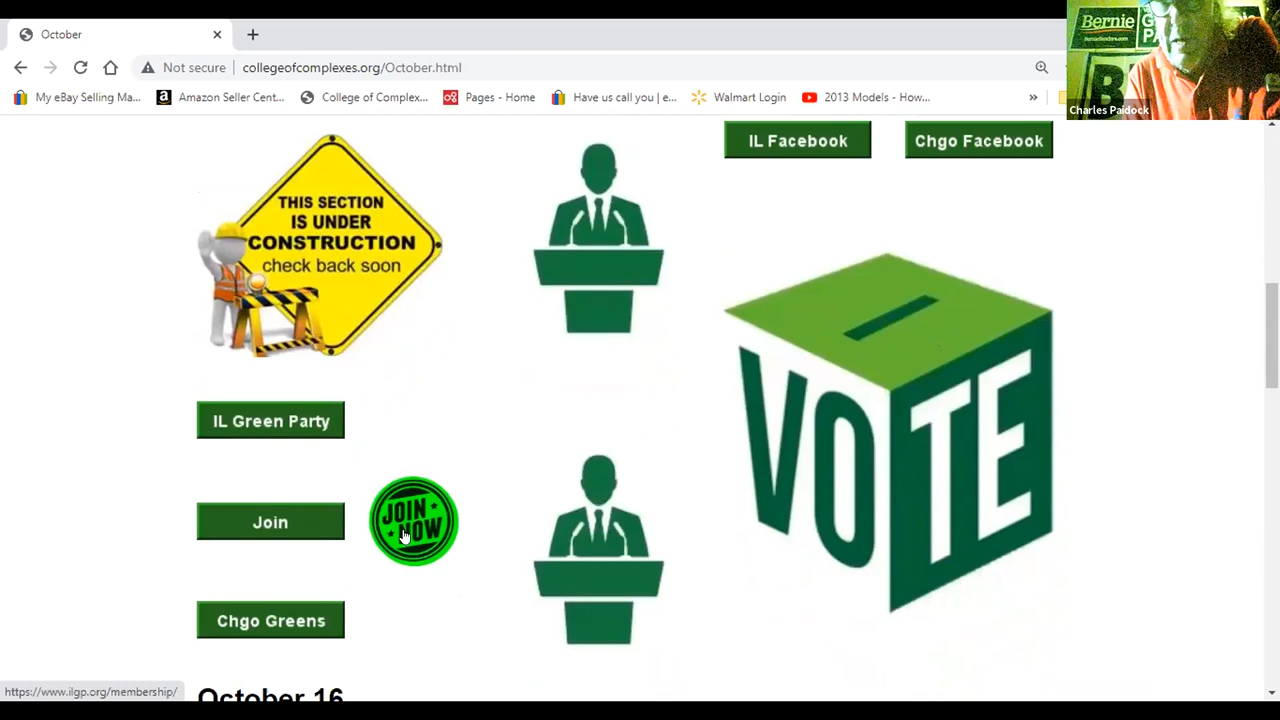 October
Not secure
collegeofcomplexes.org/October.html
My eBay Selling Ma...
Amazon Seller Cent...
College of Complex...
Pages - Home
Have us call you | e...
Walmart Login
2013 Models - How...
»
Bernie
Charles Paidock
IL Facebook
Chgo Facebook
THIS SECTION
IS UNDER
CONSTRUCTION
check back soon
VOTE
IL Green Party
Join
JOIN
NOW
Chgo Greens
October 16
https://www.ilgp.org/membership/